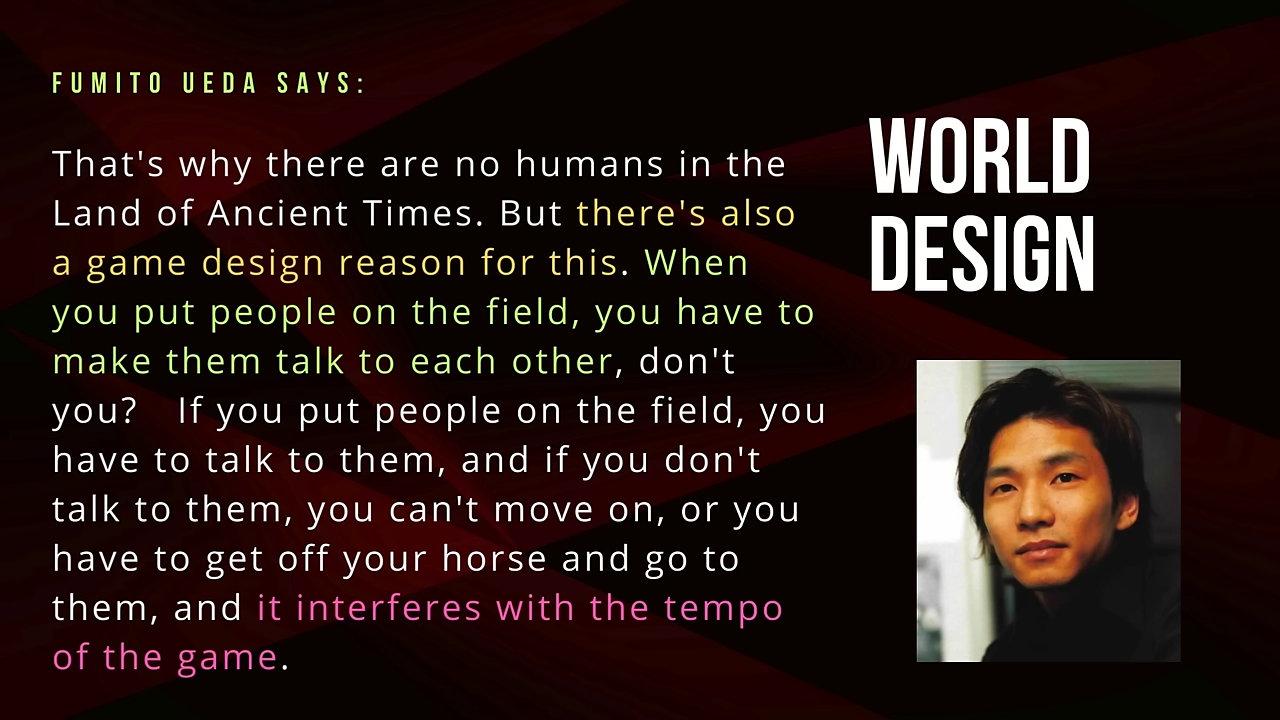 FUMITO UEDA SAYS:
That's why there are no humans in the
Land of Ancient Times. But there's also
a game design reason for this. When
you put people on the field, you have to
make them talk to each other, don't
you?   If you put people on the field, you
have to talk to them, and if you don't
talk to them, you can't move on, or you
have to get off your horse and go to
them, and it interferes with the tempo
of the game.
WORLD
DESIGN